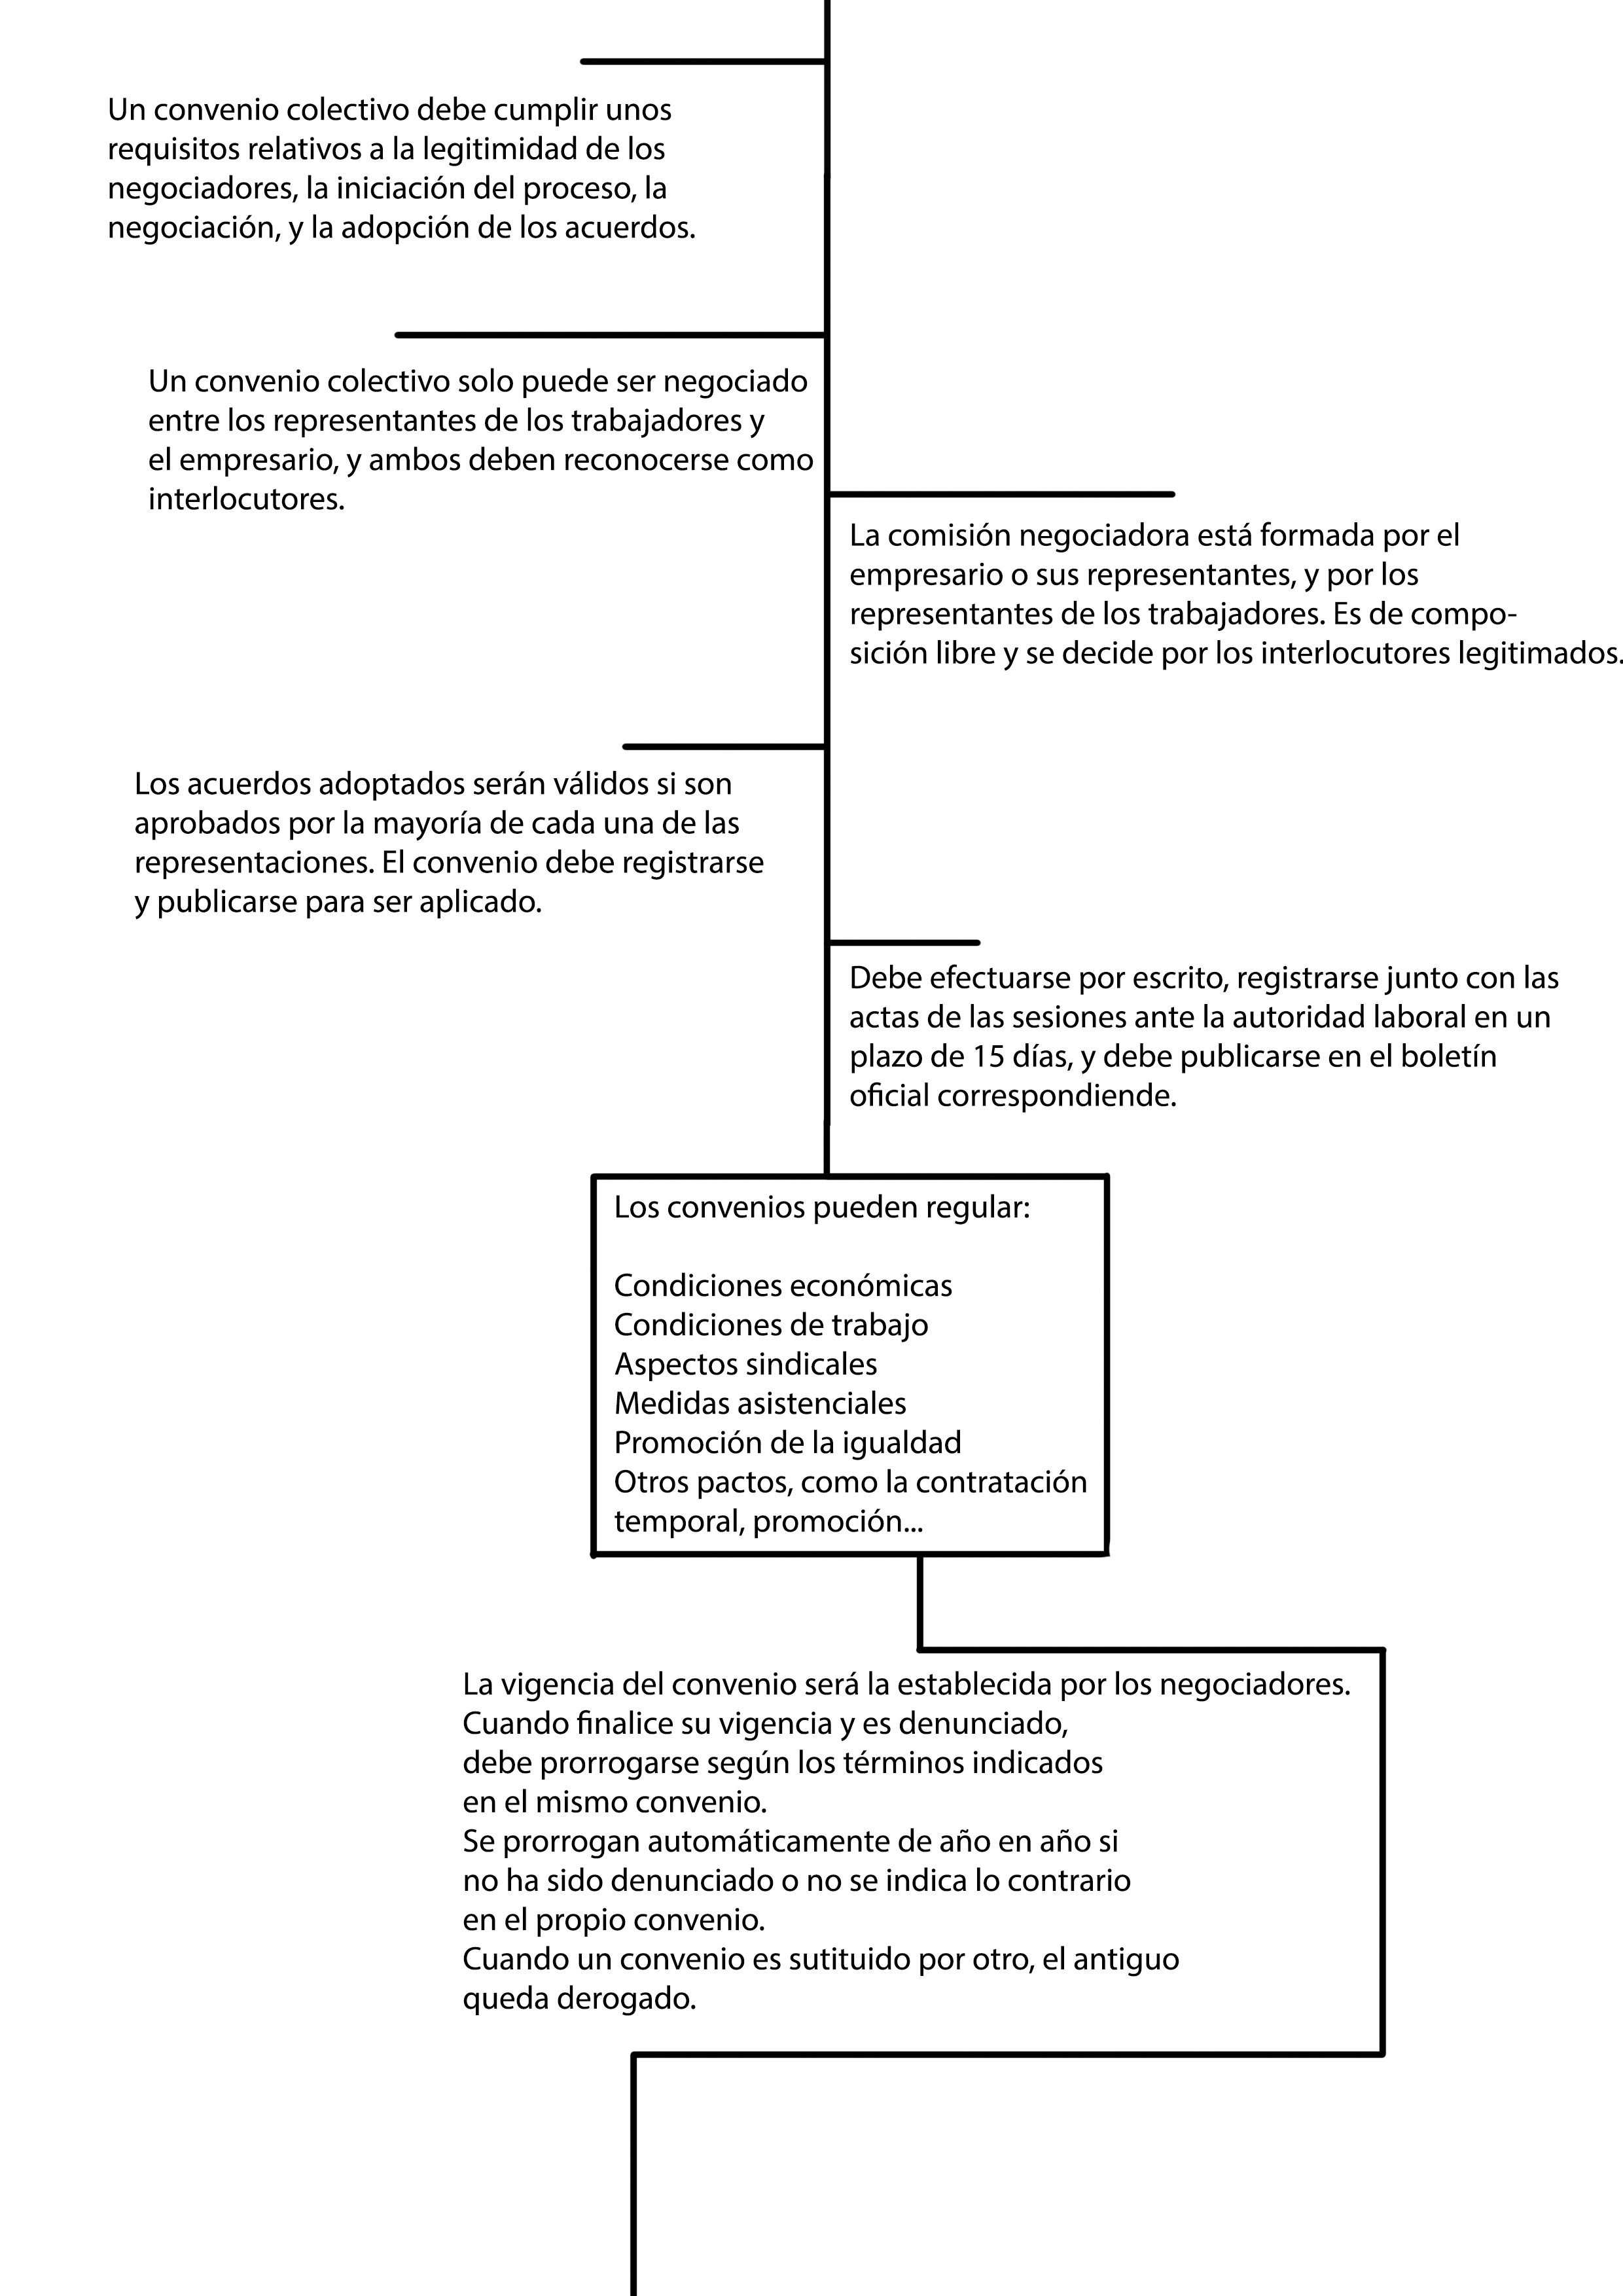 Un convenio colectivo debe cumplir unos
requisitos relativos a la legitimidad de los
negociadores, la iniciación del proceso, la
negociación, y la adopción de los acuerdos.
Un convenio colectivo solo puede ser negociado
entre los representantes de los trabajadores y
el empresario, y ambos deben reconocerse como
interlocutores.
La comisión negociadora está formada por el
empresario o sus representantes, y por los
representantes de los trabajadores. Es de compo-
sición libre y se decide por los interlocutores legitimados.
Los acuerdos adoptados serán válidos si son
aprobados por la mayoría de cada una de las
representaciones. El convenio debe registrarse
y publicarse para ser aplicado.
Debe efectuarse por escrito, registrarse junto con las
actas de las sesiones ante la autoridad laboral en un
plazo de 15 días, y debe publicarse en el boletín
oficial correspondiende.
Los convenios pueden regular:
Condiciones económicas
Condiciones de trabajo
Aspectos sindicales
Medidas asistenciales
Promoción de la igualdad
Otros pactos, como la contratación
temporal, promoción...
La vigencia del convenio será la establecida por los negociadores.
Cuando finalice su vigencia y es denunciado,
debe prorrogarse según los términos indicados
en el mismo convenio.
Se prorrogan automáticamente de año en año si
no ha sido denunciado o no se indica lo contrario
en el propio convenio.
Cuando un convenio es sutituido por otro, el antiguo
queda derogado.